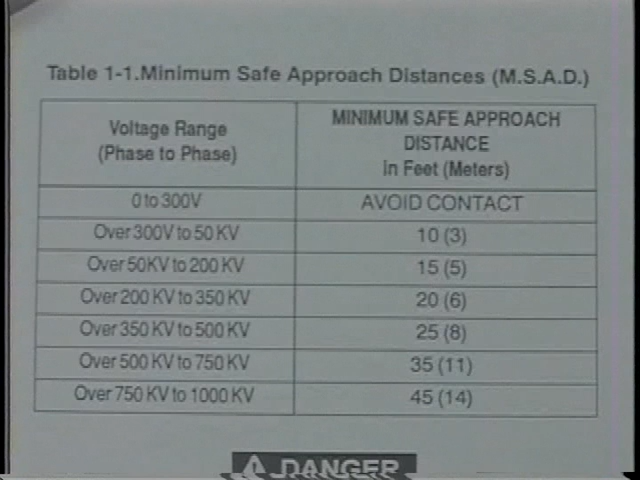 Table 1-1.Minimum Safe Approach Distances (M.S.A.D.)
Voltage Range
(Phase to Phase)
MINIMUM SAFE APPROACH
DISTANCE
in Feet (Meters)
0 to 300V AVOID CONTACT
Over 300V to 50 KV 10 (3)
Over 50KV to 200 KV 15 (5)
Over 200 KV to 350 KV 20 (6)
Over 350 KV to 500 KV 25 (8)
Over 500 KV to 750 KV 35 (11)
Over 750 KV to 1000 KV 45 (14)
DANGER